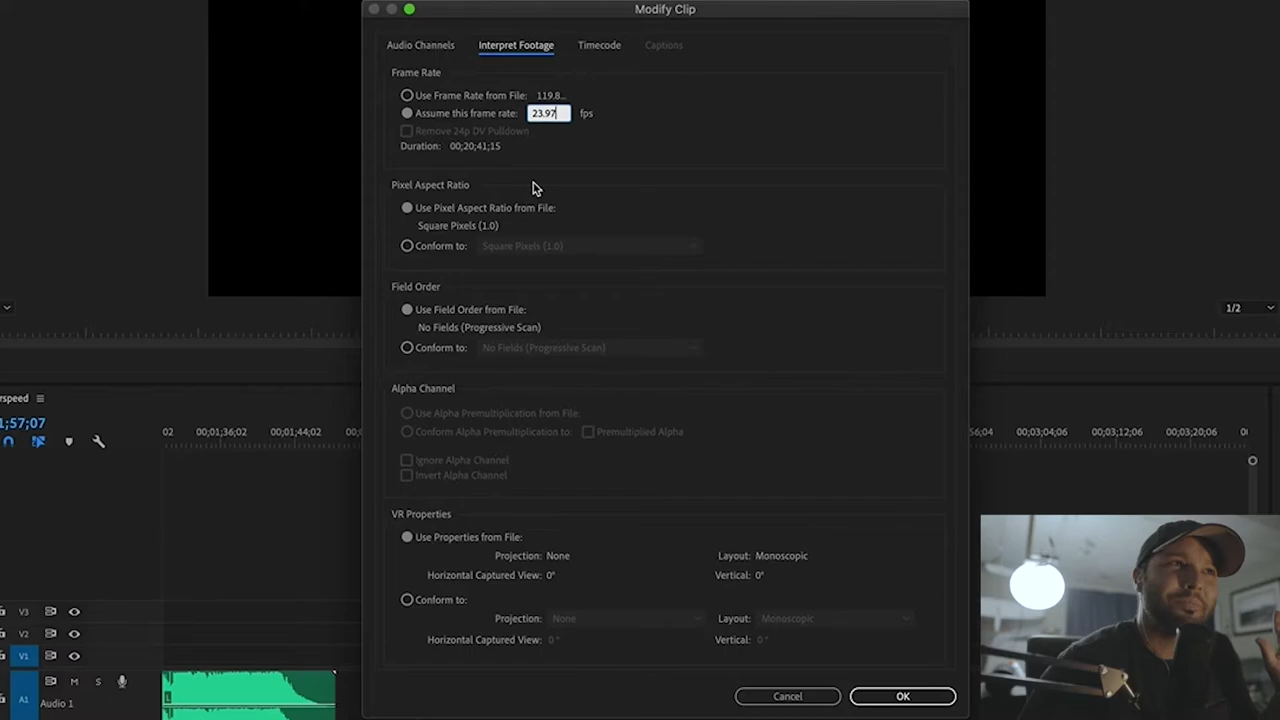 Modify Clip
Audio Channels Interpret Footage Timecode Captions
Frame Rate
Use Frame Rate from File: 119.8...
Assume this frame rate: 23.97 fps
Remove 24p DV Pulldown
Duration: 00;20;41;15
Pixel Aspect Ratio
Use Pixel Aspect Ratio from File:
Square Pixels (1.0)
Conform to: Square Pixels (1.0)
Field Order
Use Field Order from File:
1/2
No Fields (Progressive Scan)
Conform to: No Fields (Progressive Scan)
Alpha Channel
rspeed
Use Alpha Premultiplication from File:
1;57;07
02 00;01;36;02 00;01;44;02 00 56;04 00;03;04;06 00;03;12;06 00;03;20;06 00
Conform Alpha Premultiplication to: Premultiplied Alpha
Ignore Alpha Channel
Invert Alpha Channel
VR Properties
Use Properties from File:
Projection: None Layout: Monoscopic
Horizontal Captured View: 0° Vertical: 0°
Conform to:
Projection: None Layout: Monoscopic
Horizontal Captured View: 0° Vertical: 0°
V3
V2
V1
A1 M S
L
Audio 1
Cancel OK